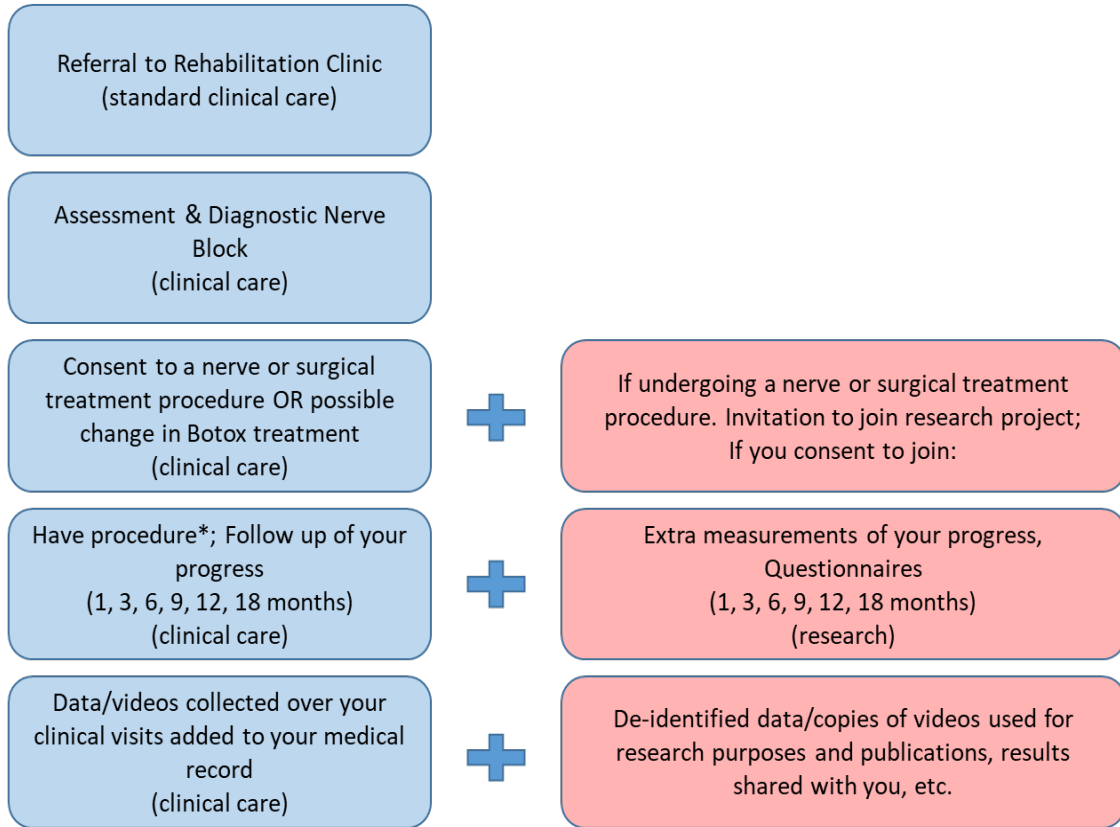 Referral to Rehabilitation Clinic
(standard clinical care)
Assessment & Diagnostic Nerve
Block
(clinical care)
Consent to a nerve or surgical
treatment procedure OR possible
change in Botox treatment
(clinical care)
If undergoing a nerve or surgical treatment
procedure. Invitation to join research project;
If you consent to join:
Have procedure*; Follow up of your
progress
(1, 3, 6, 9, 12, 18 months)
(clinical care)
Extra measurements of your progress,
Questionnaires
(1, 3, 6, 9, 12, 18 months)
(research)
Data/videos collected over your
clinical visits added to your medical
record
(clinical care)
De-identified data/copies of videos used for
research purposes and publications, results
shared with you, etc.